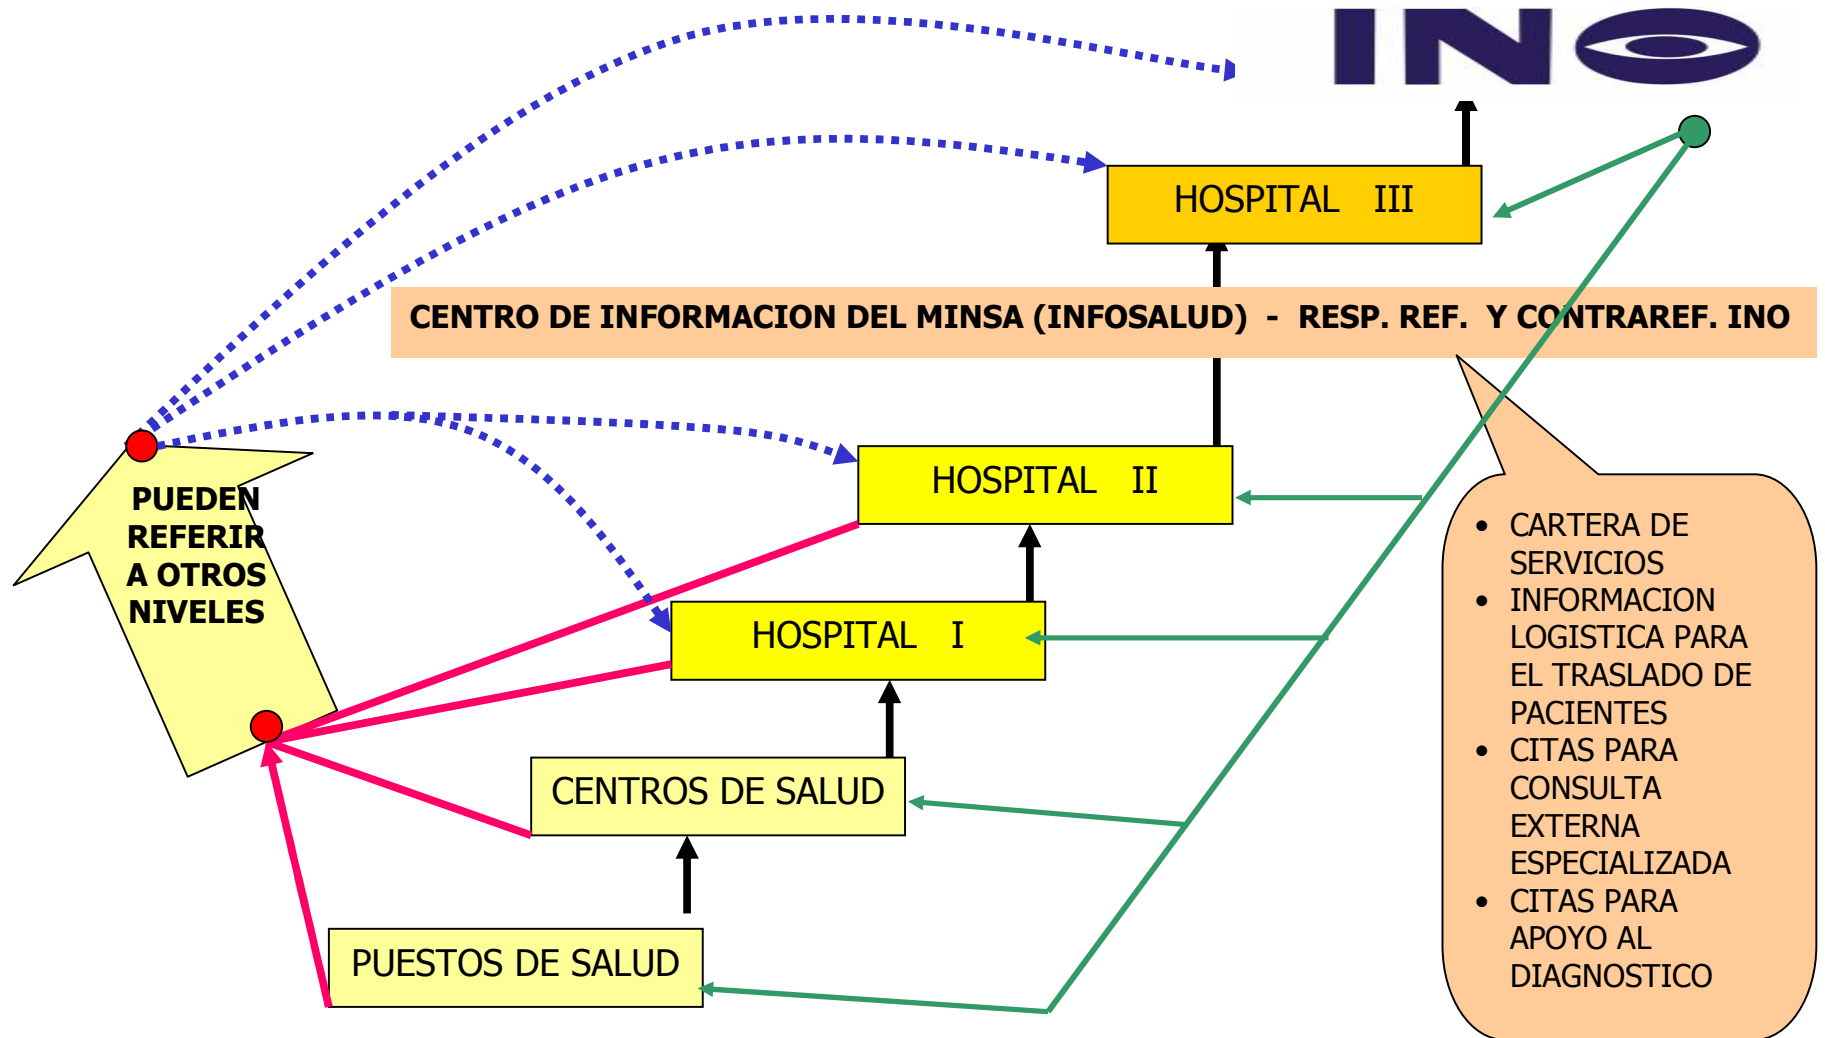 INO
HOSPITAL III
CENTRO DE INFORMACION DEL MINSA (INFOSALUD) - RESP. REF. Y CONTRAREF. INO
PUEDEN
REFERIR
A OTROS
NIVELES
HOSPITAL II
HOSPITAL I
CENTROS DE SALUD
PUESTOS DE SALUD
• CARTERA DE
SERVICIOS
• INFORMACION
LOGISTICA PARA
EL TRASLADO DE
PACIENTES
• CITAS PARA
CONSULTA
EXTERNA
ESPECIALIZADA
• CITAS PARA
APOYO AL
DIAGNOSTICO